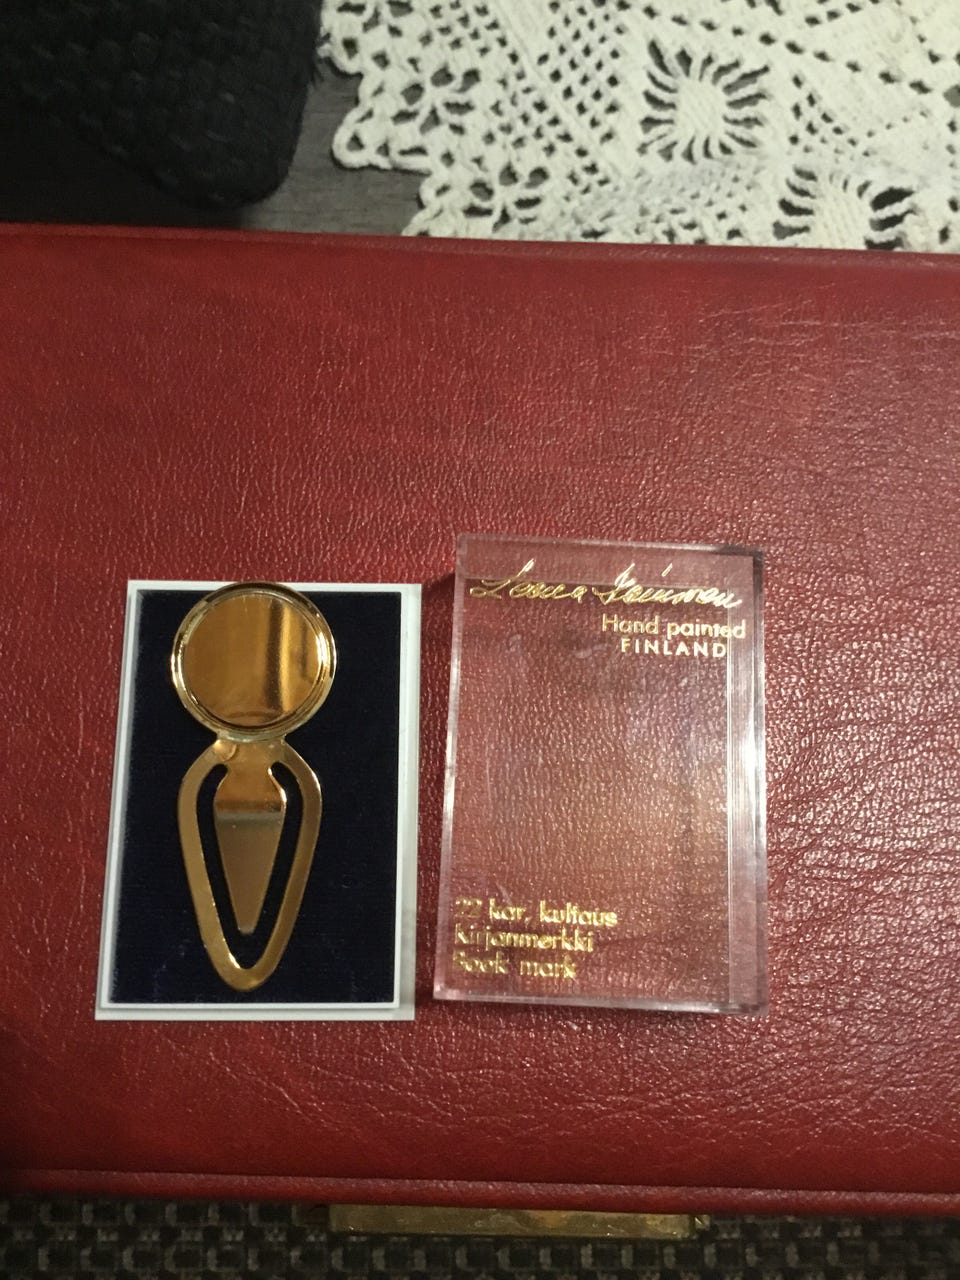 Hand painted
FINLAND
22 kar. kultaus
kirjanmerkki
Book mark